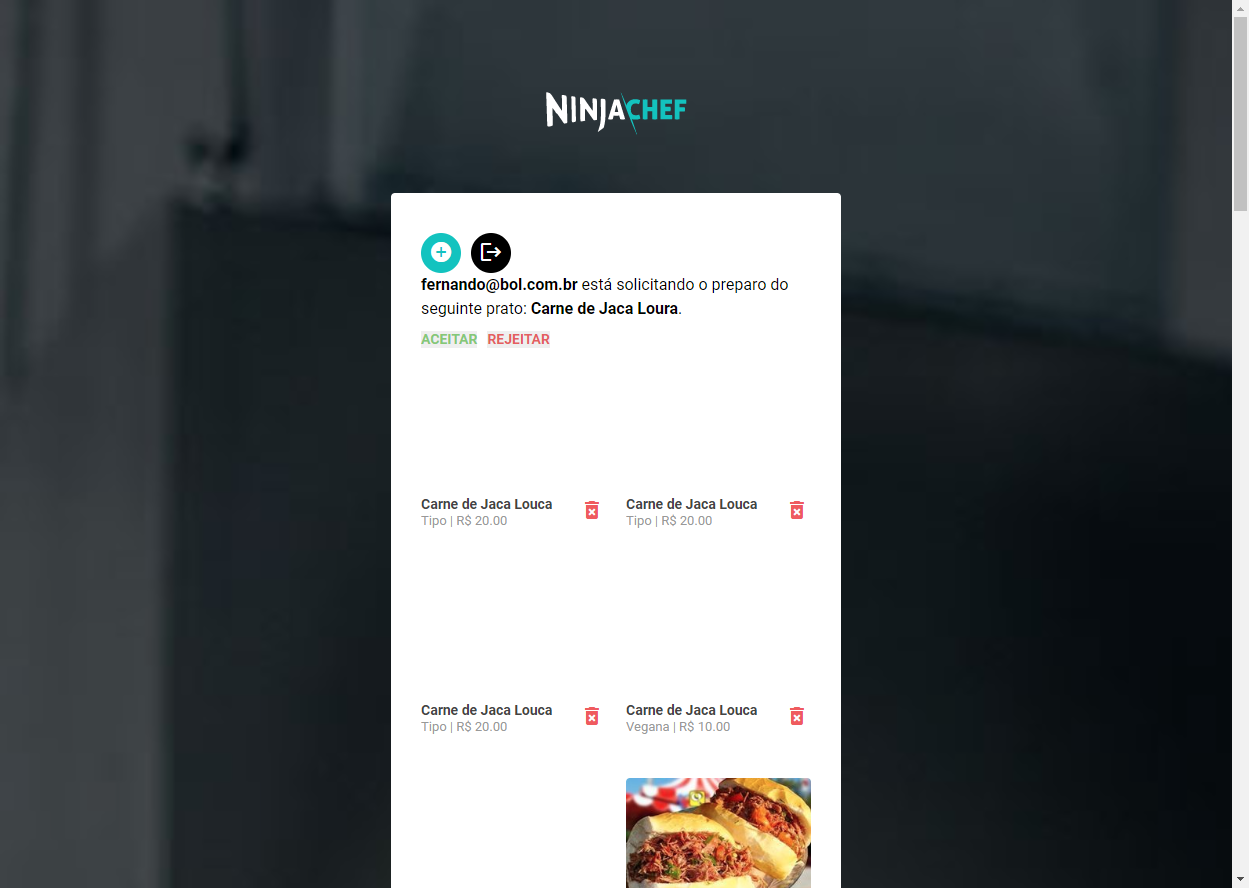 NINJACHEF
fernando@bol.com.br está solicitando o preparo do
seguinte prato: Carne de Jaca Loura.
ACEITAR REJEITAR
Carne de Jaca Louca
Tipo | R$ 20.00
Carne de Jaca Louca
Tipo | R$ 20.00
Carne de Jaca Louca
Tipo | R$ 20.00
Carne de Jaca Louca
Vegana | R$ 10.00